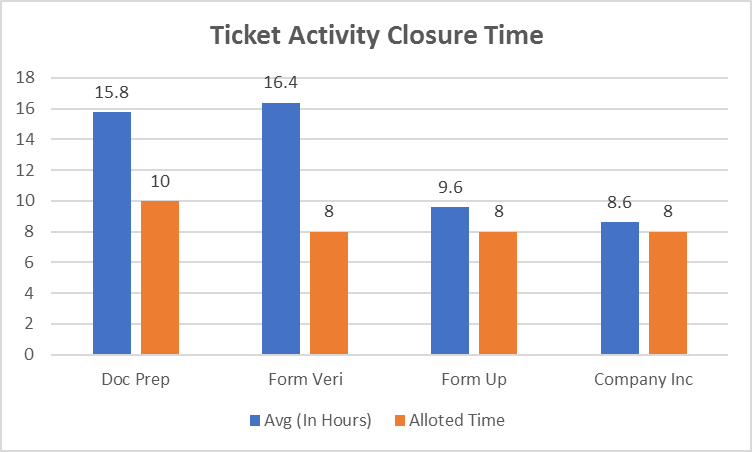 Ticket Activity Closure Time
18
16
14
12
10
8
6
4
2
0
15.8
10
16.4
8
9.6
8
8.6
8
Doc Prep
Form Veri
Form Up
Company Inc
Avg (In Hours)
Alloted Time